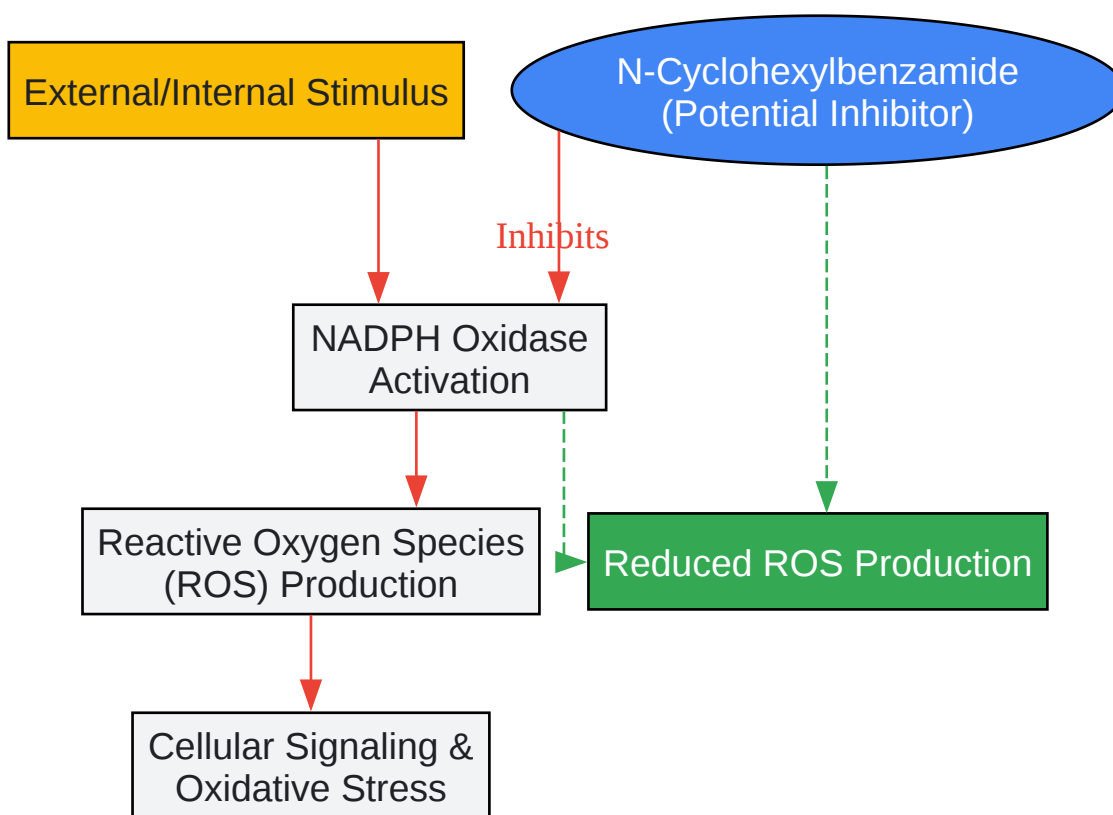 External/Internal Stimulus
N-Cyclohexylbenzamide
(Potential Inhibitor)
Inhibits
NADPH Oxidase
Activation
Reactive Oxygen Species
(ROS) Production
Reduced ROS Production
Cellular Signaling &
Oxidative Stress